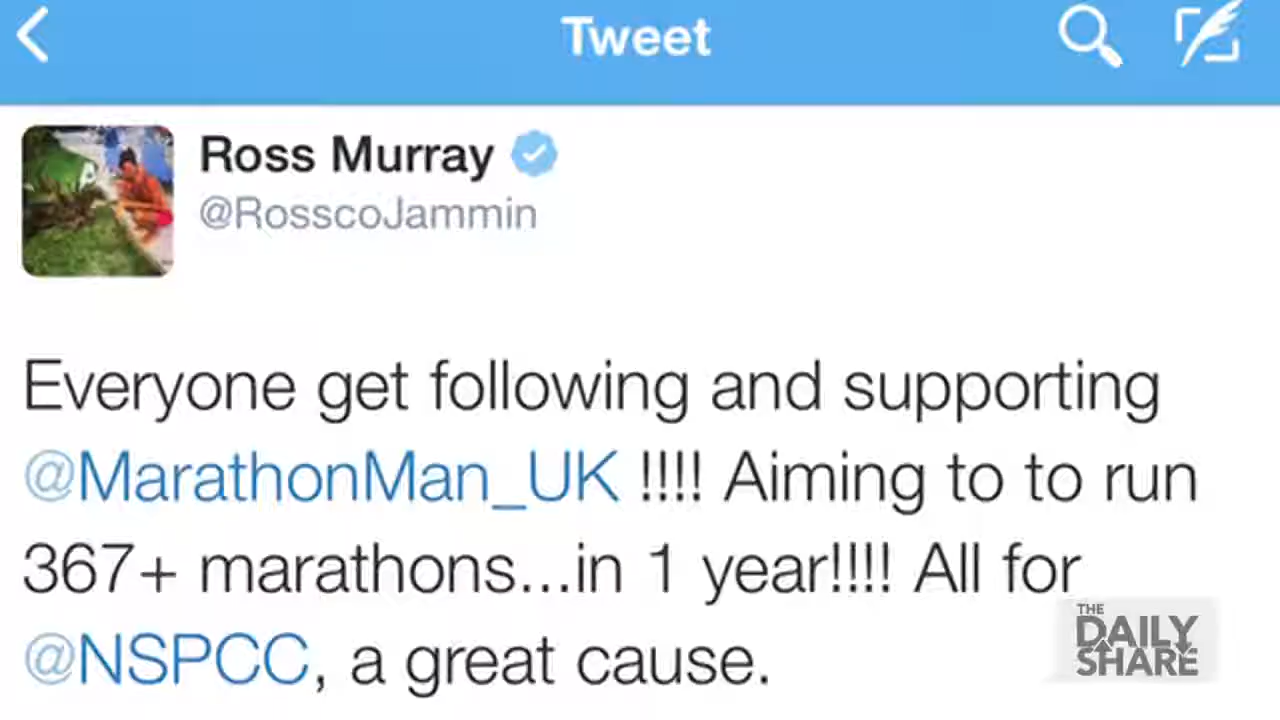 Tweet
Ross Murray
@RosscoJammin
Everyone get following and supporting
@MarathonMan_UK !!!! Aiming to to run
367+ marathons...in 1 year!!!! All for
@NSPCC, a great cause.
THE
DAILY
SHARE